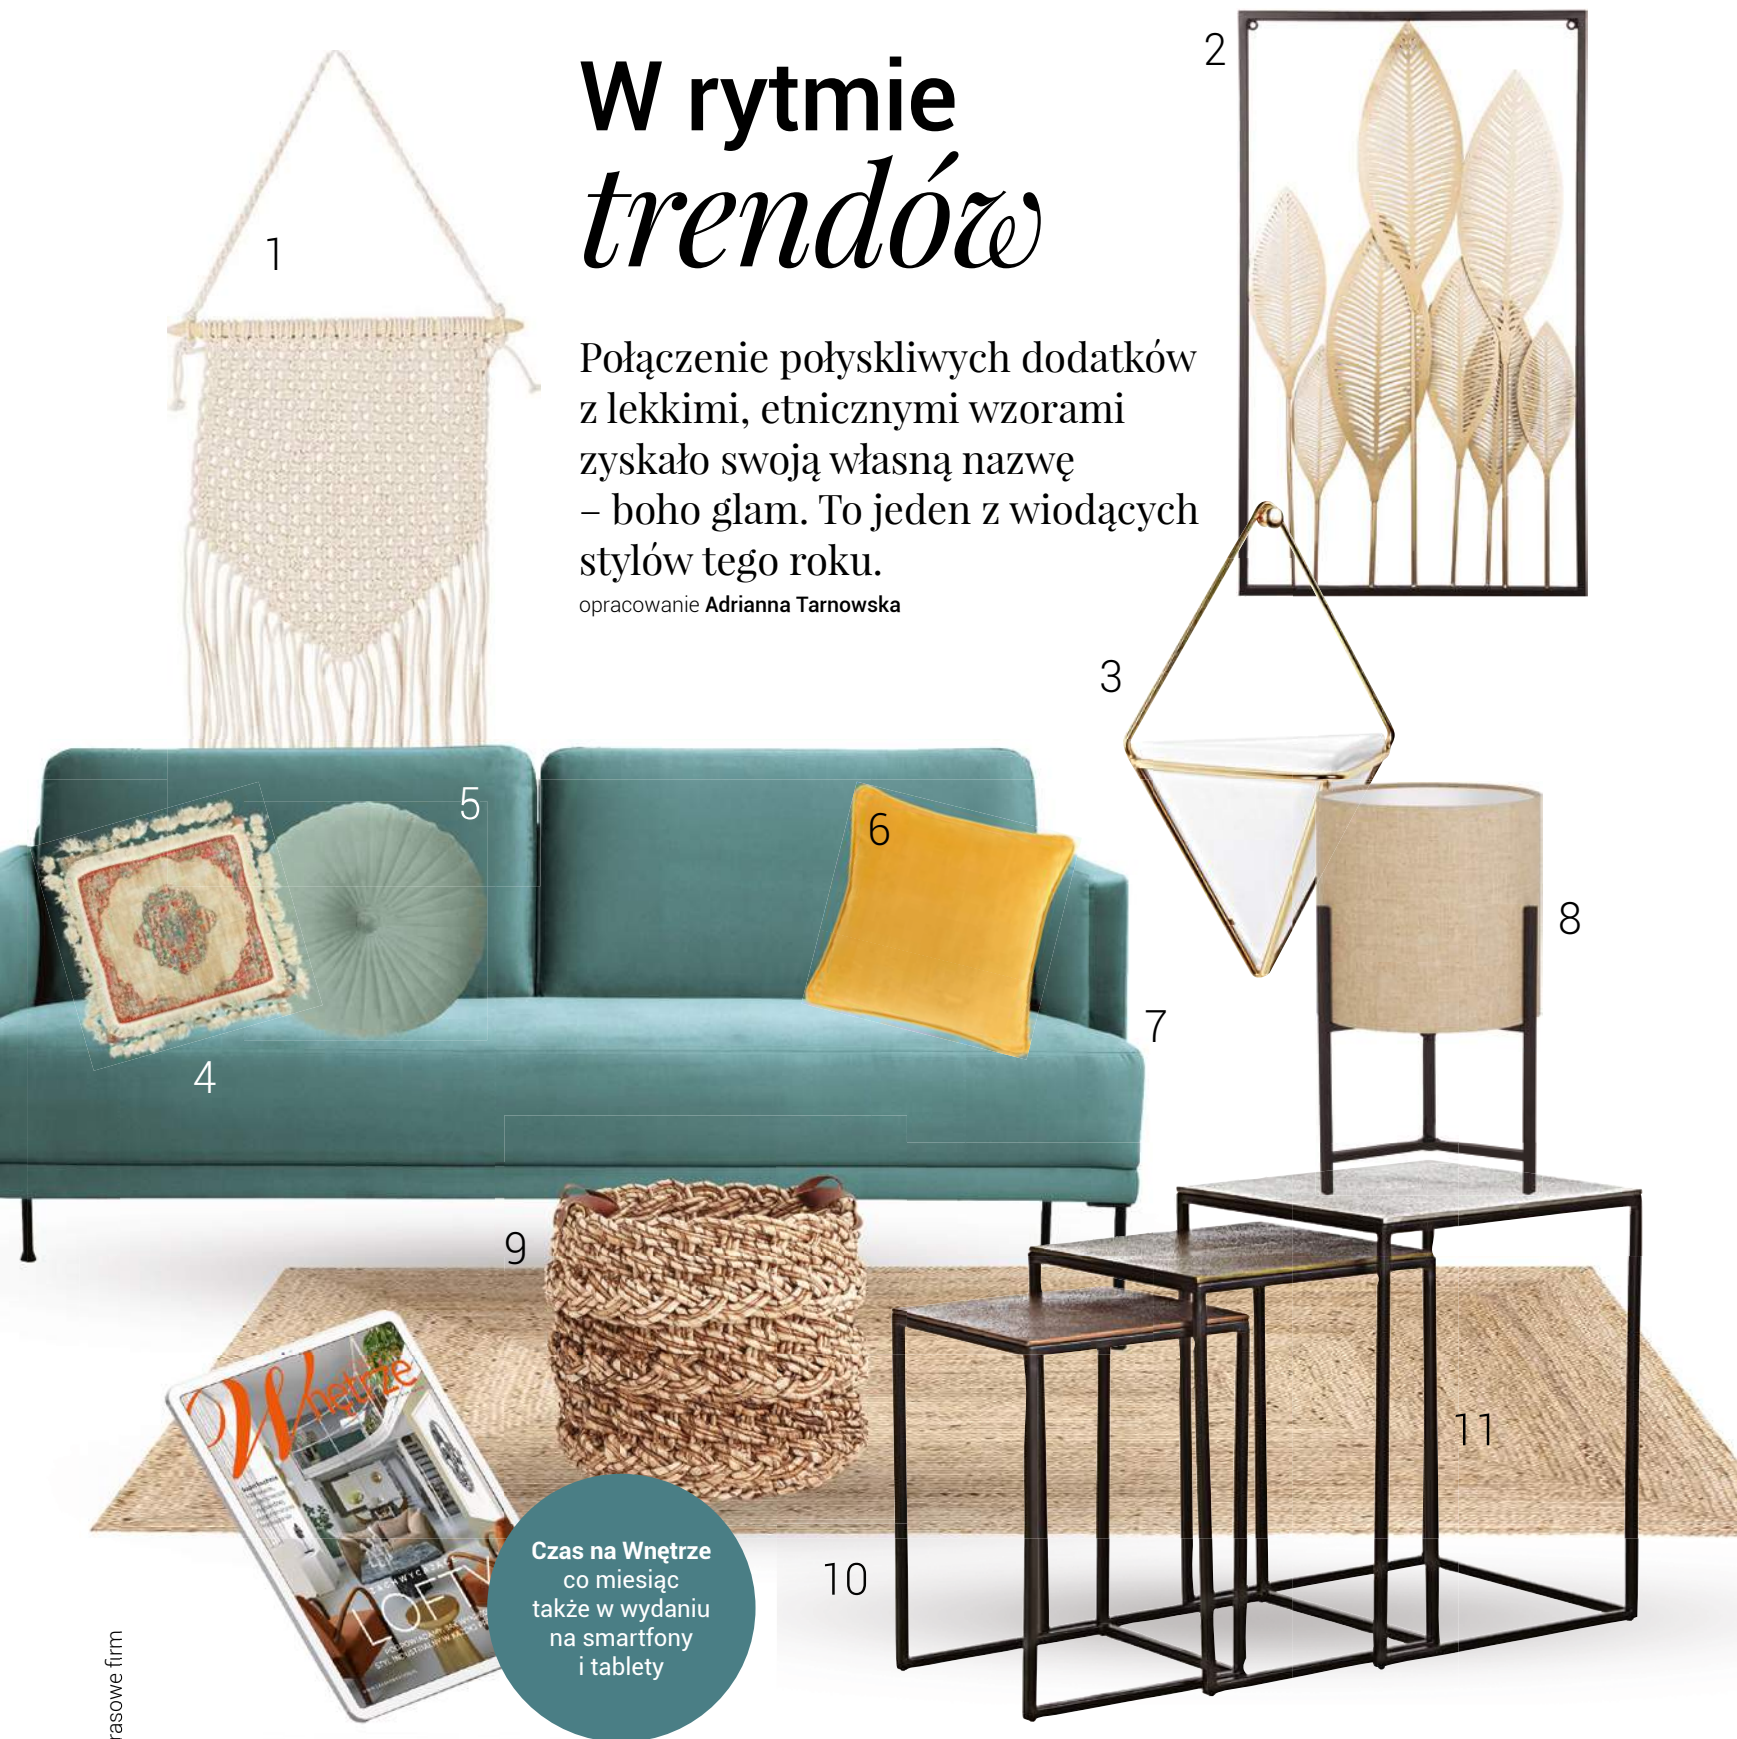 W rytmie
trendów
Połączenie połyskliwych dodatków
z lekkimi, etnicznymi wzorami
zyskało swoją własną nazwę
– boho glam. To jeden z wiodących
stylów tego roku.
opracowanie Adrianna Tarnowska
1
2
3
4
5
6
7
8
9
10
11
Wnętrze
LOFTY
Czas na Wnętrze
co miesiąc
także w wydaniu
na smartfony
i tablety
rasowe firm